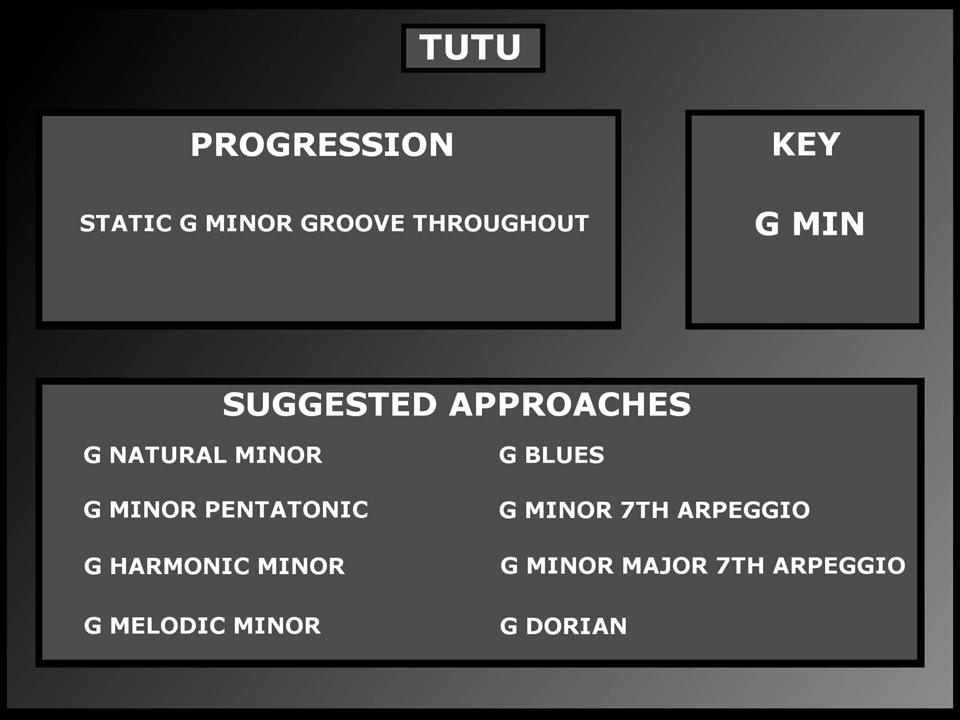 TUTU
PROGRESSION
STATIC G MINOR GROOVE THROUGHOUT
KEY
G MIN
SUGGESTED APPROACHES
G NATURAL MINOR
G MINOR PENTATONIC
G HARMONIC MINOR
G MELODIC MINOR
G BLUES
G MINOR 7TH ARPEGGIO
G MINOR MAJOR 7TH ARPEGGIO
G DORIAN